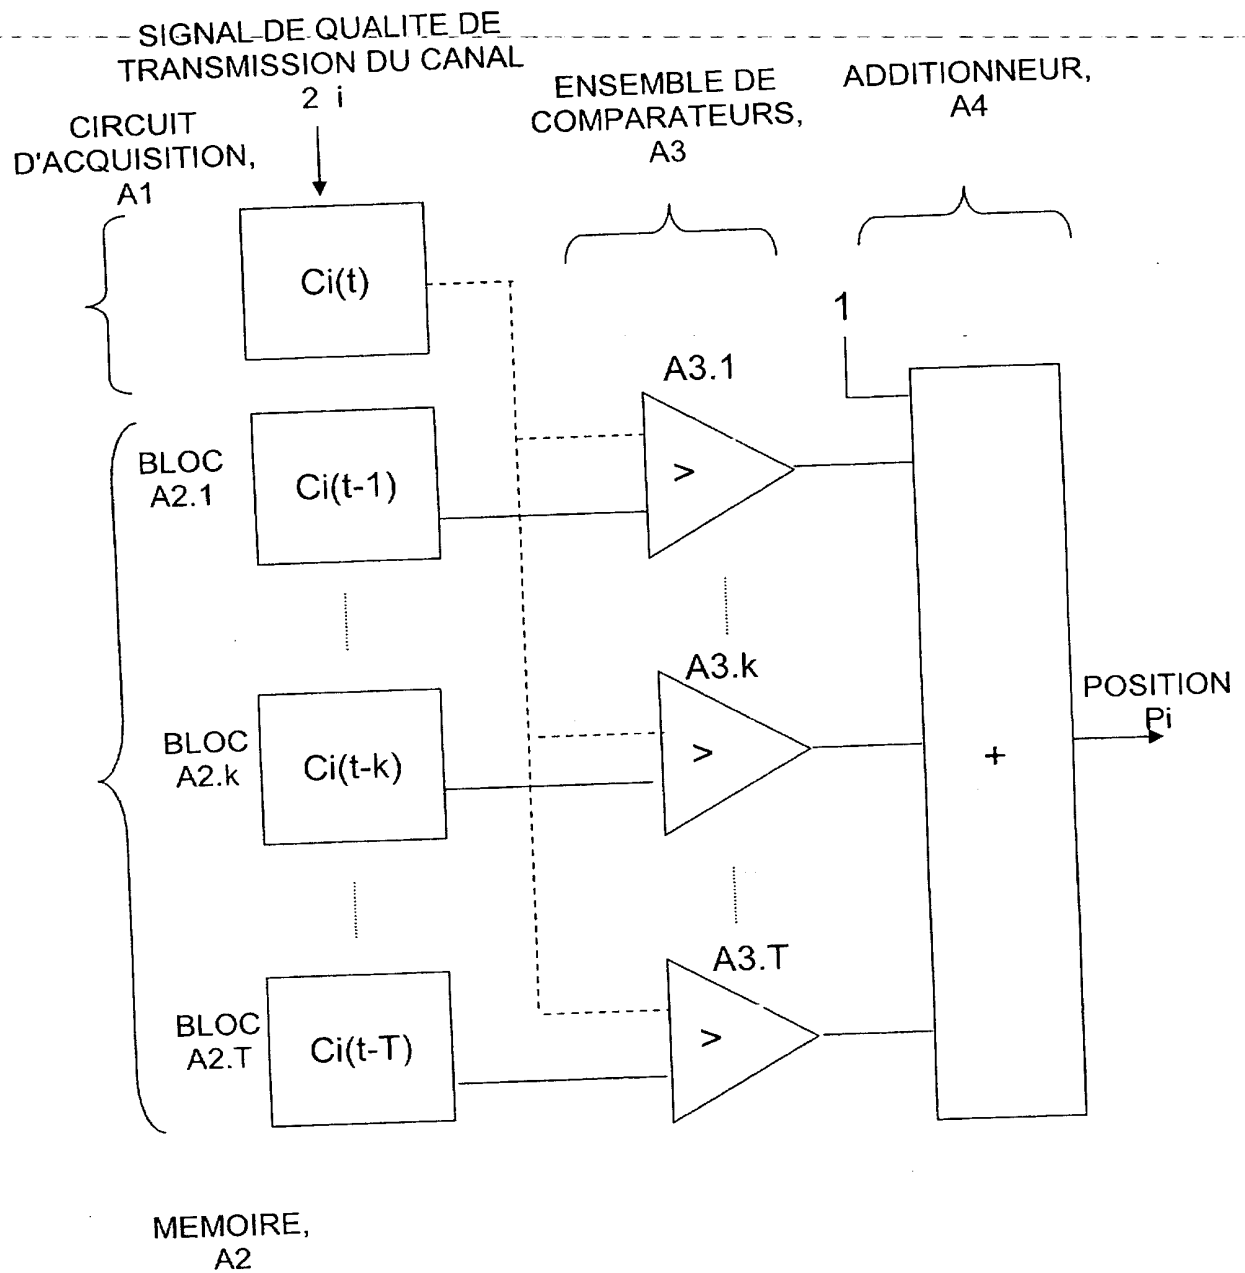 SIGNAL DE QUALITE DE
TRANSMISSION DU CANAL
2 i
CIRCUIT
D'ACQUISITION,
A1
ENSEMBLE DE
COMPARATEURS,
A3
ADDITIONNEUR,
A4
Ci(t)
1
A3.1
BLOC
A2.1
Ci(t-1)
>
A3.k
BLOC
A2.k
Ci(t-k)
>
+
POSITION
Pi
A3.T
BLOC
A2.T
Ci(t-T)
>
MEMOIRE,
A2